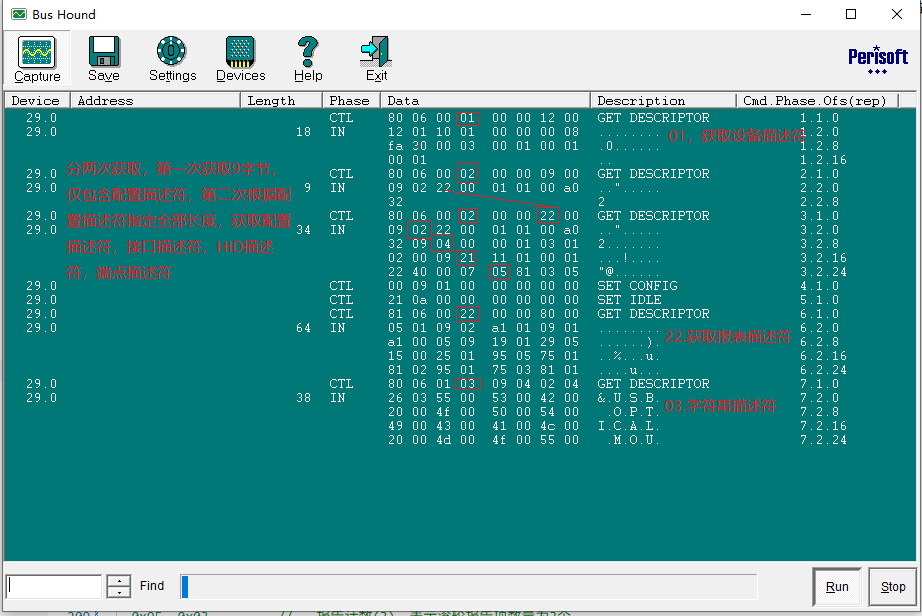 Bus Hound
Capture Save Settings Devices Help Exit
Perisoft
Device Address Length Phase Data Description Cmd.Phase.Ofs(rep)
29.0 CTL 80 06 00 01 00 00 12 00 GET DESCRIPTOR 1.1.0
29.0 18 IN 12 01 10 01 00 00 00 08 ........ 1.2.0
01, 获取设备描述符
fa 30 00 03 00 01 00 01 .0...... 1.2.8
00 01 1.2.16
29.0 CTL 80 06 00 02 00 00 09 00 GET DESCRIPTOR 2.1.0
29.0 9 IN 09 02 22 00 01 01 00 a0 .."..... 2.2.0
32 2 2.2.8
29.0 CTL 80 06 00 02 00 00 22 00 GET DESCRIPTOR 3.1.0
29.0 34 IN 09 02 22 00 01 01 00 a0 .."..... 3.2.0
32 09 04 00 00 01 03 01 2....... 3.2.8
02 00 09 21 11 01 00 01 ...!.... 3.2.16
22 40 00 07 05 81 03 05 "@...... 3.2.24
分两次获取，第一次获取9字节，
仅包含配置描述符，第二次根据配
置描述符指定全部长度，获取配置
描述符，接口描述符，HID描述
符，端点描述符
29.0 CTL 00 09 01 00 00 00 00 00 SET CONFIG 4.1.0
29.0 CTL 21 0a 00 00 00 00 00 00 SET IDLE 5.1.0
29.0 CTL 81 06 00 22 00 00 80 00 GET DESCRIPTOR 6.1.0
29.0 64 IN 05 01 09 02 a1 01 09 01 ........ 6.2.0
22.获取报表描述符
a1 00 05 09 19 01 29 05 ......). 6.2.8
15 00 25 01 95 05 75 01 ..%...u. 6.2.16
81 02 95 01 75 03 81 01 ....u... 6.2.24
29.0 CTL 80 06 01 03 09 04 02 04 GET DESCRIPTOR 7.1.0
29.0 38 IN 26 03 55 00 53 00 42 00 &.U.S.B. 7.2.0
03.字符串描述符
20 00 4f 00 50 00 54 00 .O.P.T. 7.2.8
49 00 43 00 41 00 4c 00 I.C.A.L. 7.2.16
20 00 4d 00 4f 00 55 00 .M.O.U. 7.2.24
Find Run Stop